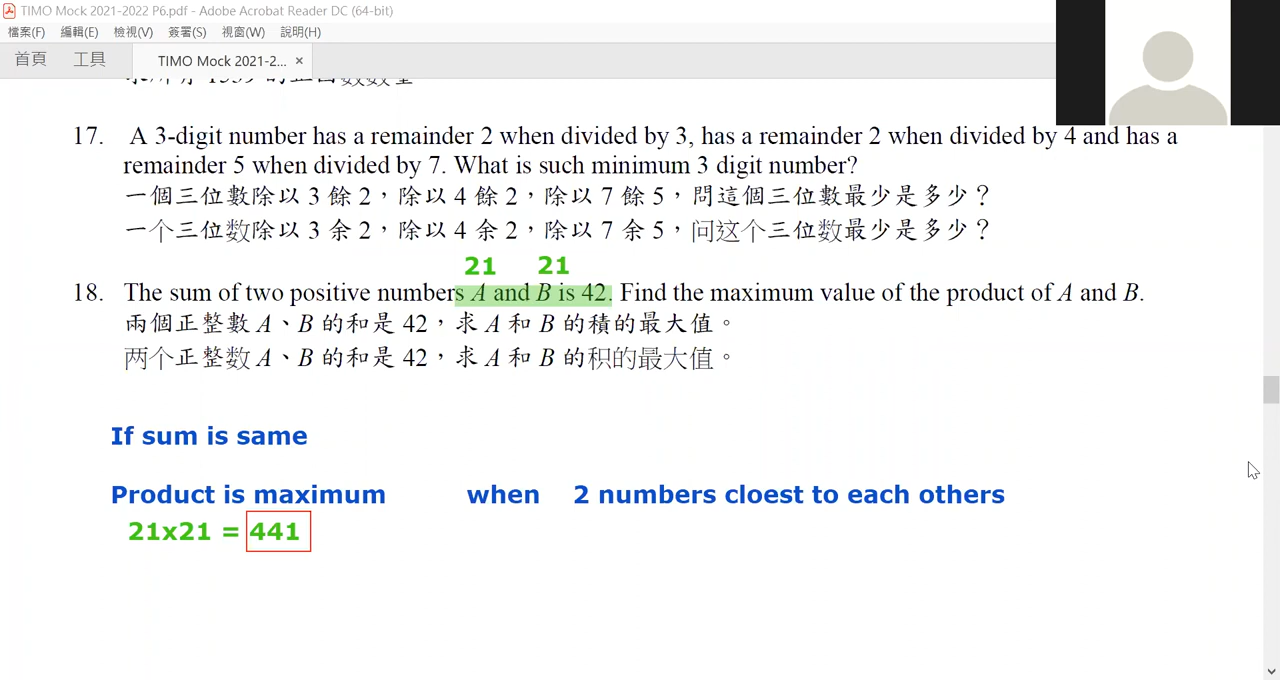 TIMO Mock 2021-2022 P6.pdf - Adobe Acrobat Reader DC (64-bit)
檔案(F) 編輯(E) 檢視(V) 簽署(S) 視窗(W) 說明(H)
首頁 工具 TIMO Mock 2021-2... ×
17. A 3-digit number has a remainder 2 when divided by 3, has a remainder 2 when divided by 4 and has a
remainder 5 when divided by 7. What is such minimum 3 digit number?
一個三位數除以 3 餘 2，除以 4 餘 2，除以 7 餘 5，問這個三位數最少是多少？
一个三位数除以 3 余 2，除以 4 余 2，除以 7 余 5，问这个三位数最少是多少？
21 21
18. The sum of two positive numbers A and B is 42. Find the maximum value of the product of A and B.
兩個正整數 A、B 的和是 42，求 A 和 B 的積的最大值。
两个正整数 A、B 的和是 42，求 A 和 B 的积的最大值。
If sum is same
Product is maximum when 2 numbers cloest to each others
21x21 = 441